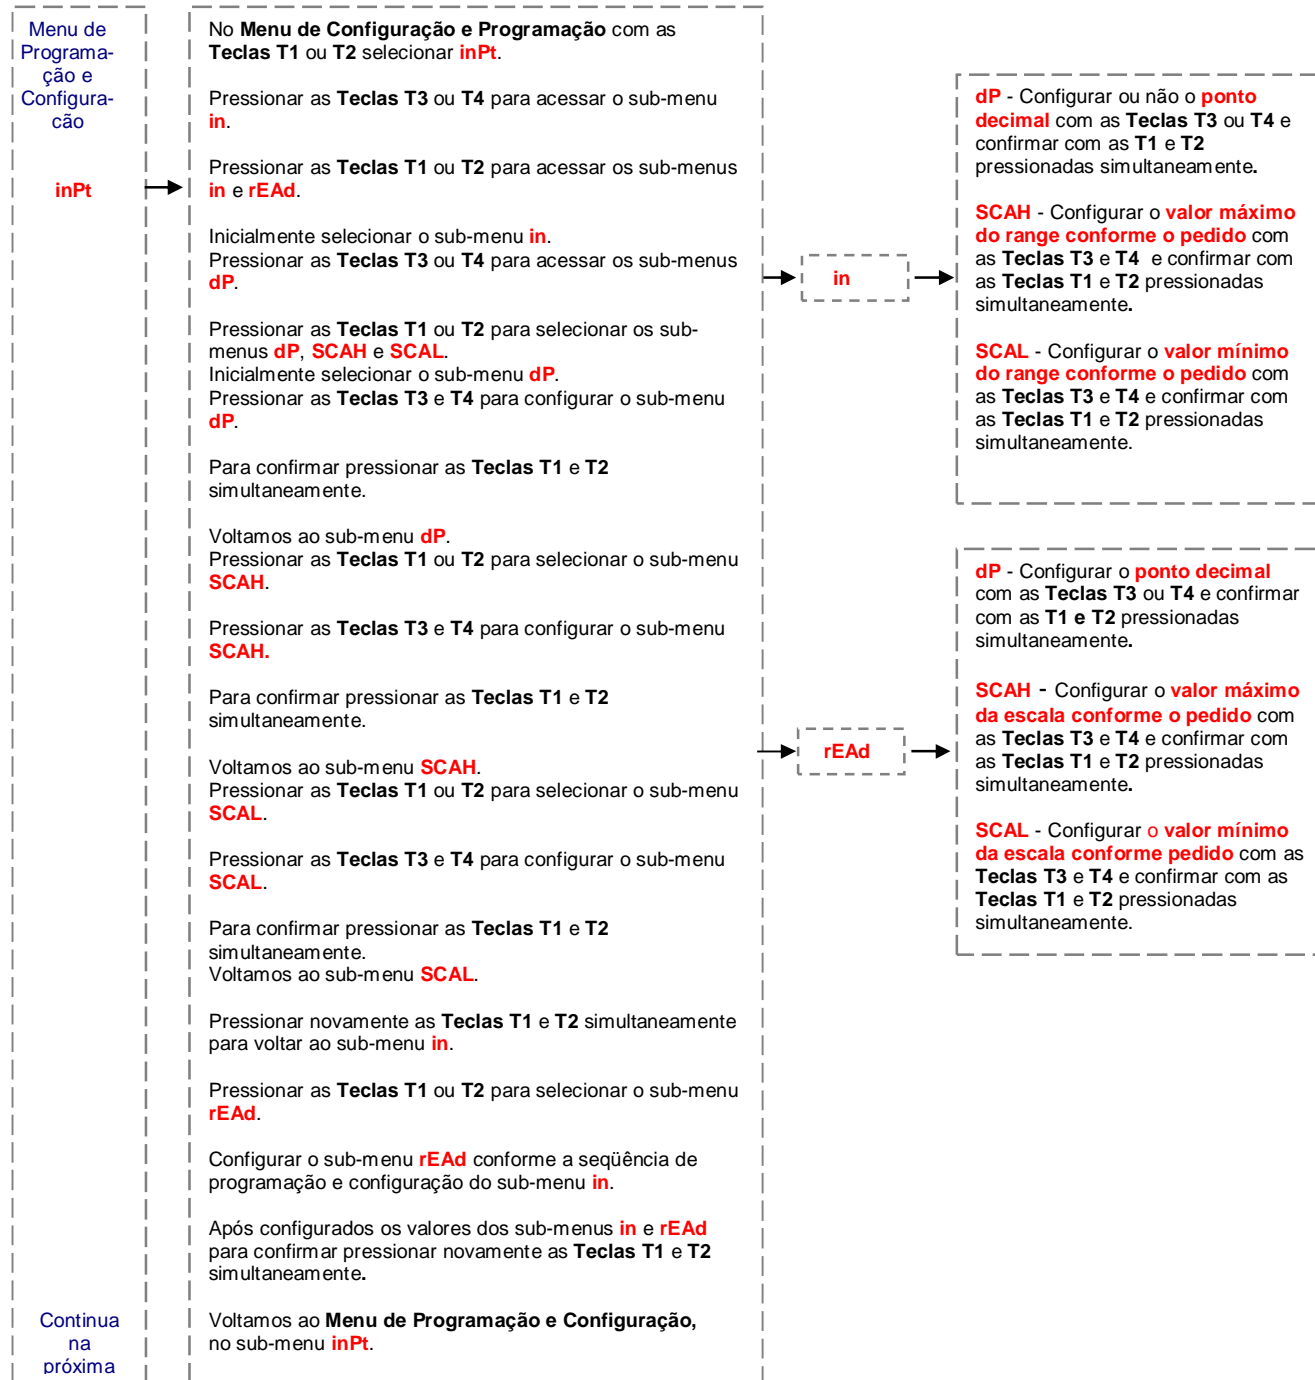 Menu de
Programa-
ção e
Configura-
cão
inPt
Continua
na
próxima
No Menu de Configuração e Programação com as
Teclas T1 ou T2 selecionar inPt.
Pressionar as Teclas T3 ou T4 para acessar o sub-menu
in.
Pressionar as Teclas T1 ou T2 para acessar os sub-menus
in e rEAd.
Inicialmente selecionar o sub-menu in.
Pressionar as Teclas T3 ou T4 para acessar os sub-menus
dP.
Pressionar as Teclas T1 ou T2 para selecionar os sub-
menus dP, SCAH e SCAL.
Inicialmente selecionar o sub-menu dP.
Pressionar as Teclas T3 e T4 para configurar o sub-menu
dP.
Para confirmar pressionar as Teclas T1 e T2
simultaneamente.
Voltamos ao sub-menu dP.
Pressionar as Teclas T1 ou T2 para selecionar o sub-menu
SCAH.
Pressionar as Teclas T3 e T4 para configurar o sub-menu
SCAH.
Para confirmar pressionar as Teclas T1 e T2
simultaneamente.
Voltamos ao sub-menu SCAH.
Pressionar as Teclas T1 ou T2 para selecionar o sub-menu
SCAL.
Pressionar as Teclas T3 e T4 para configurar o sub-menu
SCAL.
Para confirmar pressionar as Teclas T1 e T2
simultaneamente.
Voltamos ao sub-menu SCAL.
Pressionar novamente as Teclas T1 e T2 simultaneamente
para voltar ao sub-menu in.
Pressionar as Teclas T1 ou T2 para selecionar o sub-menu
rEAd.
Configurar o sub-menu rEAd conforme a seqüência de
programação e configuração do sub-menu in.
Após configurados os valores dos sub-menus in e rEAd
para confirmar pressionar novamente as Teclas T1 e T2
simultaneamente.
Voltamos ao Menu de Programação e Configuração,
no sub-menu inPt.
in
dP - Configurar ou não o ponto
decimal com as Teclas T3 ou T4 e
confirmar com as T1 e T2
pressionadas simultaneamente.
SCAH - Configurar o valor máximo
do range conforme o pedido com
as Teclas T3 e T4 e confirmar com
as Teclas T1 e T2 pressionadas
simultaneamente.
SCAL - Configurar o valor mínimo
do range conforme o pedido com
as Teclas T3 e T4 e confirmar com
as Teclas T1 e T2 pressionadas
simultaneamente.
rEAd
dP - Configurar o ponto decimal
com as Teclas T3 ou T4 e confirmar
com as T1 e T2 pressionadas
simultaneamente.
SCAH - Configurar o valor máximo
da escala conforme o pedido com
as Teclas T3 e T4 e confirmar com
as Teclas T1 e T2 pressionadas
simultaneamente.
SCAL - Configurar o valor mínimo
da escala conforme pedido com as
Teclas T3 e T4 e confirmar com as
Teclas T1 e T2 pressionadas
simultaneamente.